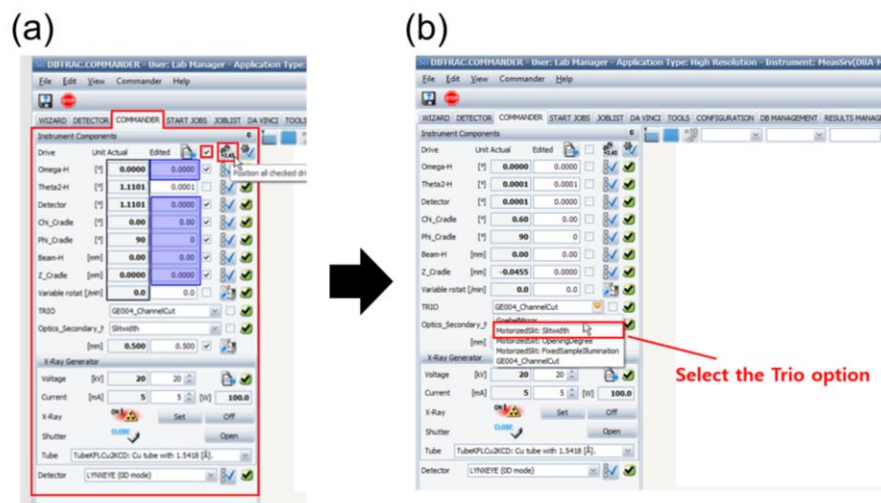 (a)
DIFFRAC.COMMANDER - User: Lab Manager - Application Type:
File Edit View Commander Help
WIZARD DETECTOR COMMANDER START JOBS JOBLIST DA VINCI TOOLS
Instrument Components
Drive Unit Actual Edited
Omega-H [°] 0.0000 0.0000
Position all checked dri
Theta2-H [°] 1.1101 0.0001
Detector [°] 1.1101 0.0000
Chi_Cradle [°] 0.00 0.00
Phi_Cradle [°] 90 0
Beam-H [mm] 0.00 0.00
Z_Cradle [mm] 0.0000 0.0000
Variable rotat [/min] 0.0 0.0
TRIO GE004_ChannelCut
Optics_Secondary_ Slitwidth
[mm] 0.500 0.500
X-Ray Generator
Voltage [kV] 20 20
Current [mA] 5 5 [W] 100.0
X-Ray Set Off
Shutter CLOSE Open
Tube TubeKFLCu2KCD: Cu tube with 1.5418 [Å].
Detector LYNXEYE (0D mode)
(b)
DIFFRAC.COMMANDER - User: Lab Manager - Application Type: High Resolution - Instrument: MeasSrv(DBA-M
File Edit View Commander Help
WIZARD DETECTOR COMMANDER START JOBS JOBLIST DA VINCI TOOLS CONFIGURATION DB MANAGEMENT RESULTS MANAG
Instrument Components
Drive Unit Actual Edited
Omega-H [°] 0.0000 0.0000
Theta2-H [°] 0.0001 0.0001
Detector [°] 0.0001 0.0000
Chi_Cradle [°] 0.60 0.00
Phi_Cradle [°] 90 0
Beam-H [mm] 0.00 0.00
Z_Cradle [mm] -0.0455 0.0000
Variable rotat [/min] 0.0 0.0
TRIO GE004_ChannelCut
Optics_Secondary_ MotorizedSlit: Slitwidth
[mm] MotorizedSlit: OpeningDegree
MotorizedSlit: FixedSampleIllumination
X-Ray Generator GE004_ChannelCut
Voltage [kV] 20 20
Current [mA] 5 5 [W] 100.0
X-Ray Set Off
Shutter CLOSE Open
Tube TubeKFLCu2KCD: Cu tube with 1.5418 [Å].
Detector LYNXEYE (0D mode)
Select the Trio option